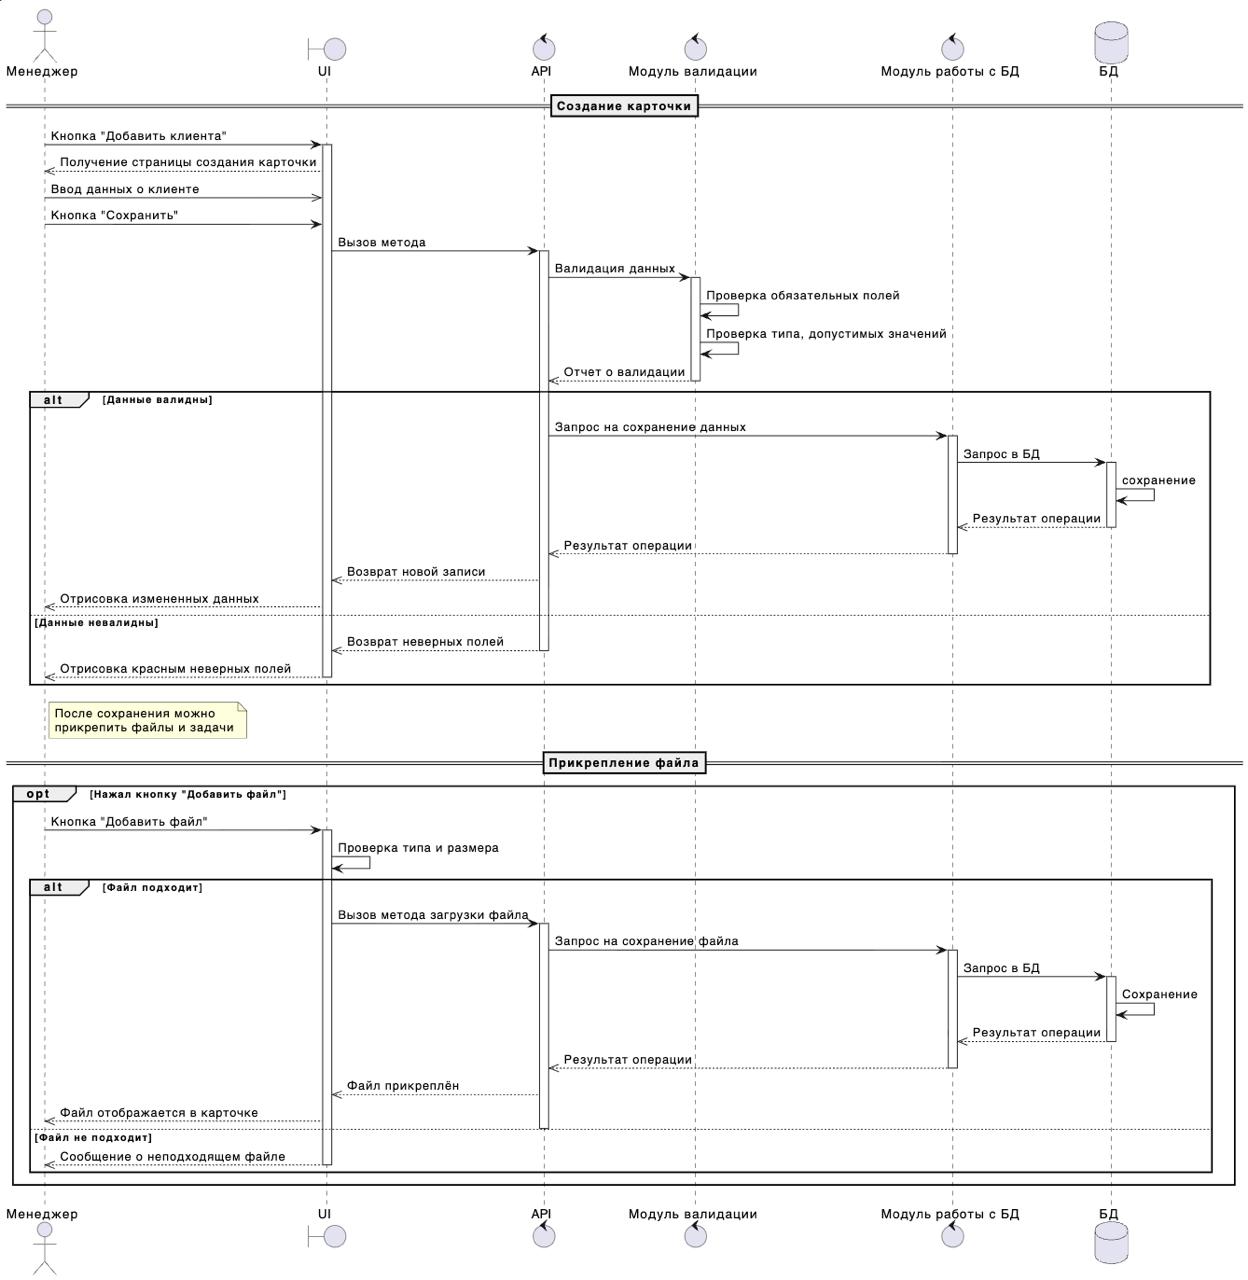 Менеджер
UI
API
Модуль валидации
Модуль работы с БД
БД
Создание карточки
Кнопка "Добавить клиента"
Получение страницы создания карточки
Ввод данных о клиенте
Кнопка "Сохранить"
Вызов метода
Валидация данных
Проверка обязательных полей
Проверка типа, допустимых значений
Отчет о валидации
alt [Данные валидны]
Запрос на сохранение данных
Запрос в БД
сохранение
Результат операции
Результат операции
Возврат новой записи
Отрисовка измененных данных
[Данные невалидны]
Возврат неверных полей
Отрисовка красным неверных полей
После сохранения можно
прикрепить файлы и задачи
Прикрепление файла
opt [Нажал кнопку "Добавить файл"]
Кнопка "Добавить файл"
Проверка типа и размера
alt [Файл подходит]
Вызов метода загрузки файла
Запрос на сохранение файла
Запрос в БД
Сохранение
Результат операции
Результат операции
Файл прикреплён
Файл отображается в карточке
[Файл не подходит]
Сообщение о неподходящем файле
Менеджер
UI
API
Модуль валидации
Модуль работы с БД
БД